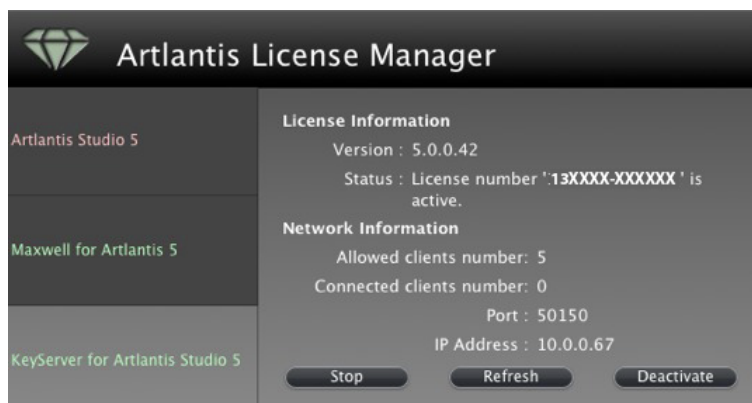 Artlantis License Manager
Artlantis Studio 5
Maxwell for Artlantis 5
KeyServer for Artlantis Studio 5
License Information
Version : 5.0.0.42
Status : License number '13XXXX-XXXXXX ' is
active.
Network Information
Allowed clients number: 5
Connected clients number: 0
Port : 50150
IP Address : 10.0.0.67
Stop Refresh Deactivate